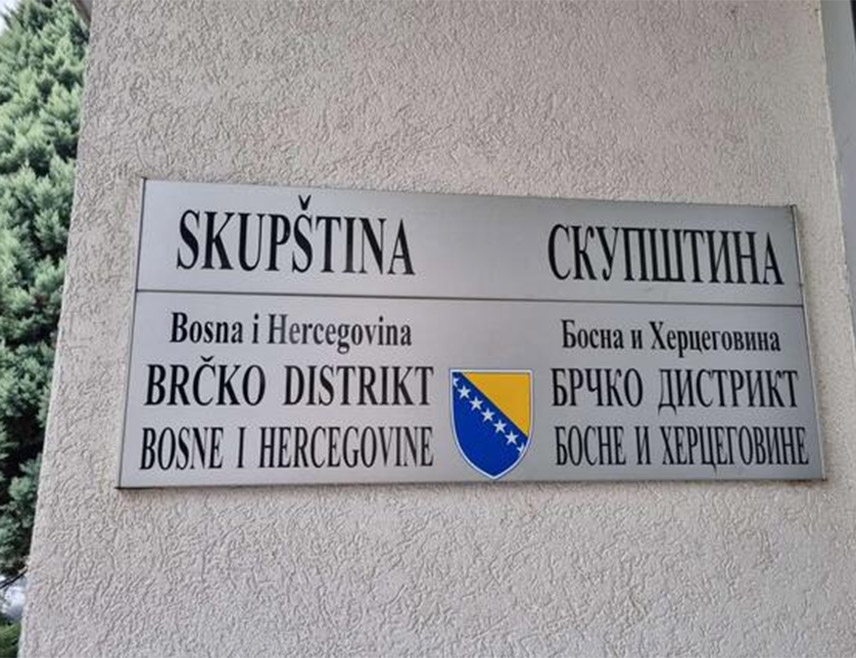 SKUPŠTINA
Bosna i Hercegovina
BRČKO DISTRIKT
BOSNE I HERCEGOVINE
СКУПШТИНА
Босна и Херцеговина
БРЧКО ДИСТРИКТ
БОСНЕ И ХЕРЦЕГОВИНЕ